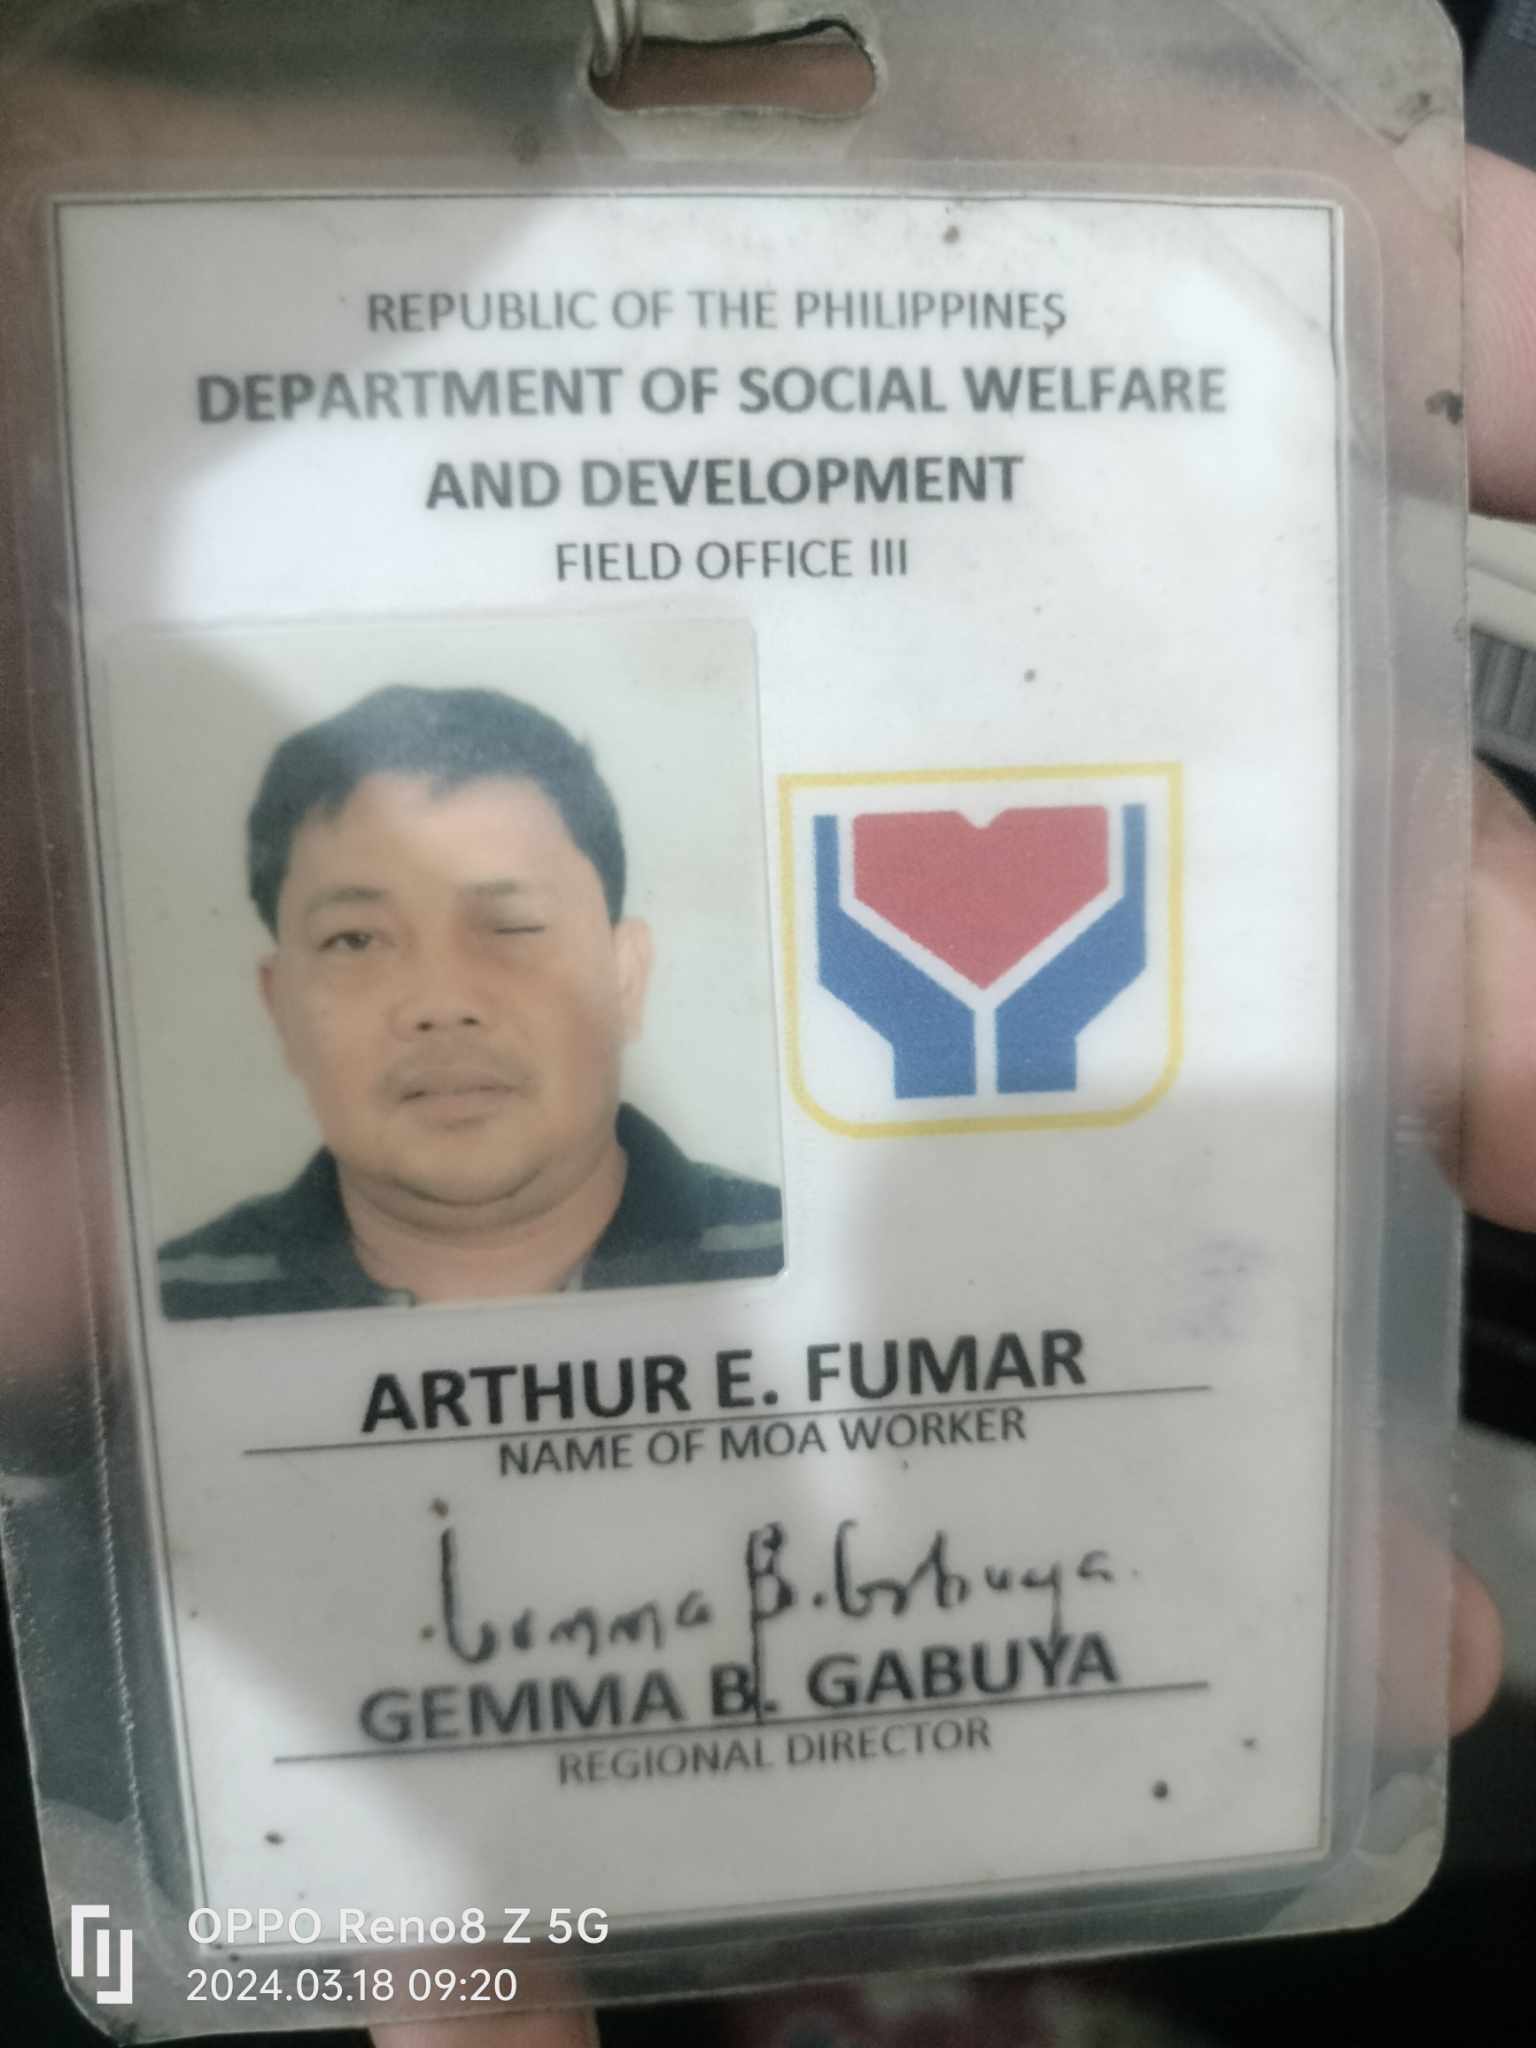 REPUBLIC OF THE PHILIPPINES
DEPARTMENT OF SOCIAL WELFARE
AND DEVELOPMENT
FIELD OFFICE III
ARTHUR E. FUMAR
NAME OF MOA WORKER
Gemma B. Gabuya
GEMMA B. GABUYA
REGIONAL DIRECTOR
OPPO Reno8 Z 5G
2024.03.18 09:20